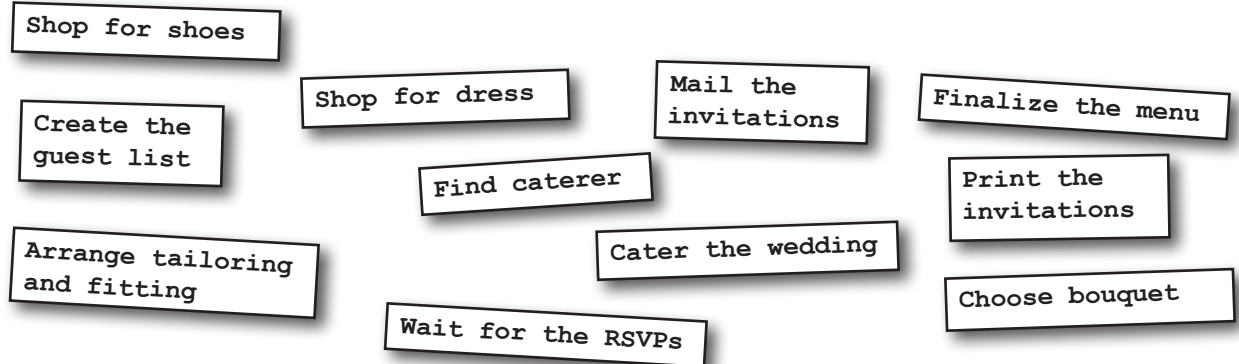 Shop for shoes
Shop for dress
Mail the
invitations
Finalize the menu
Create the
guest list
Find caterer
Print the
invitations
Arrange tailoring
and fitting
Cater the wedding
Choose bouquet
Wait for the RSVPs